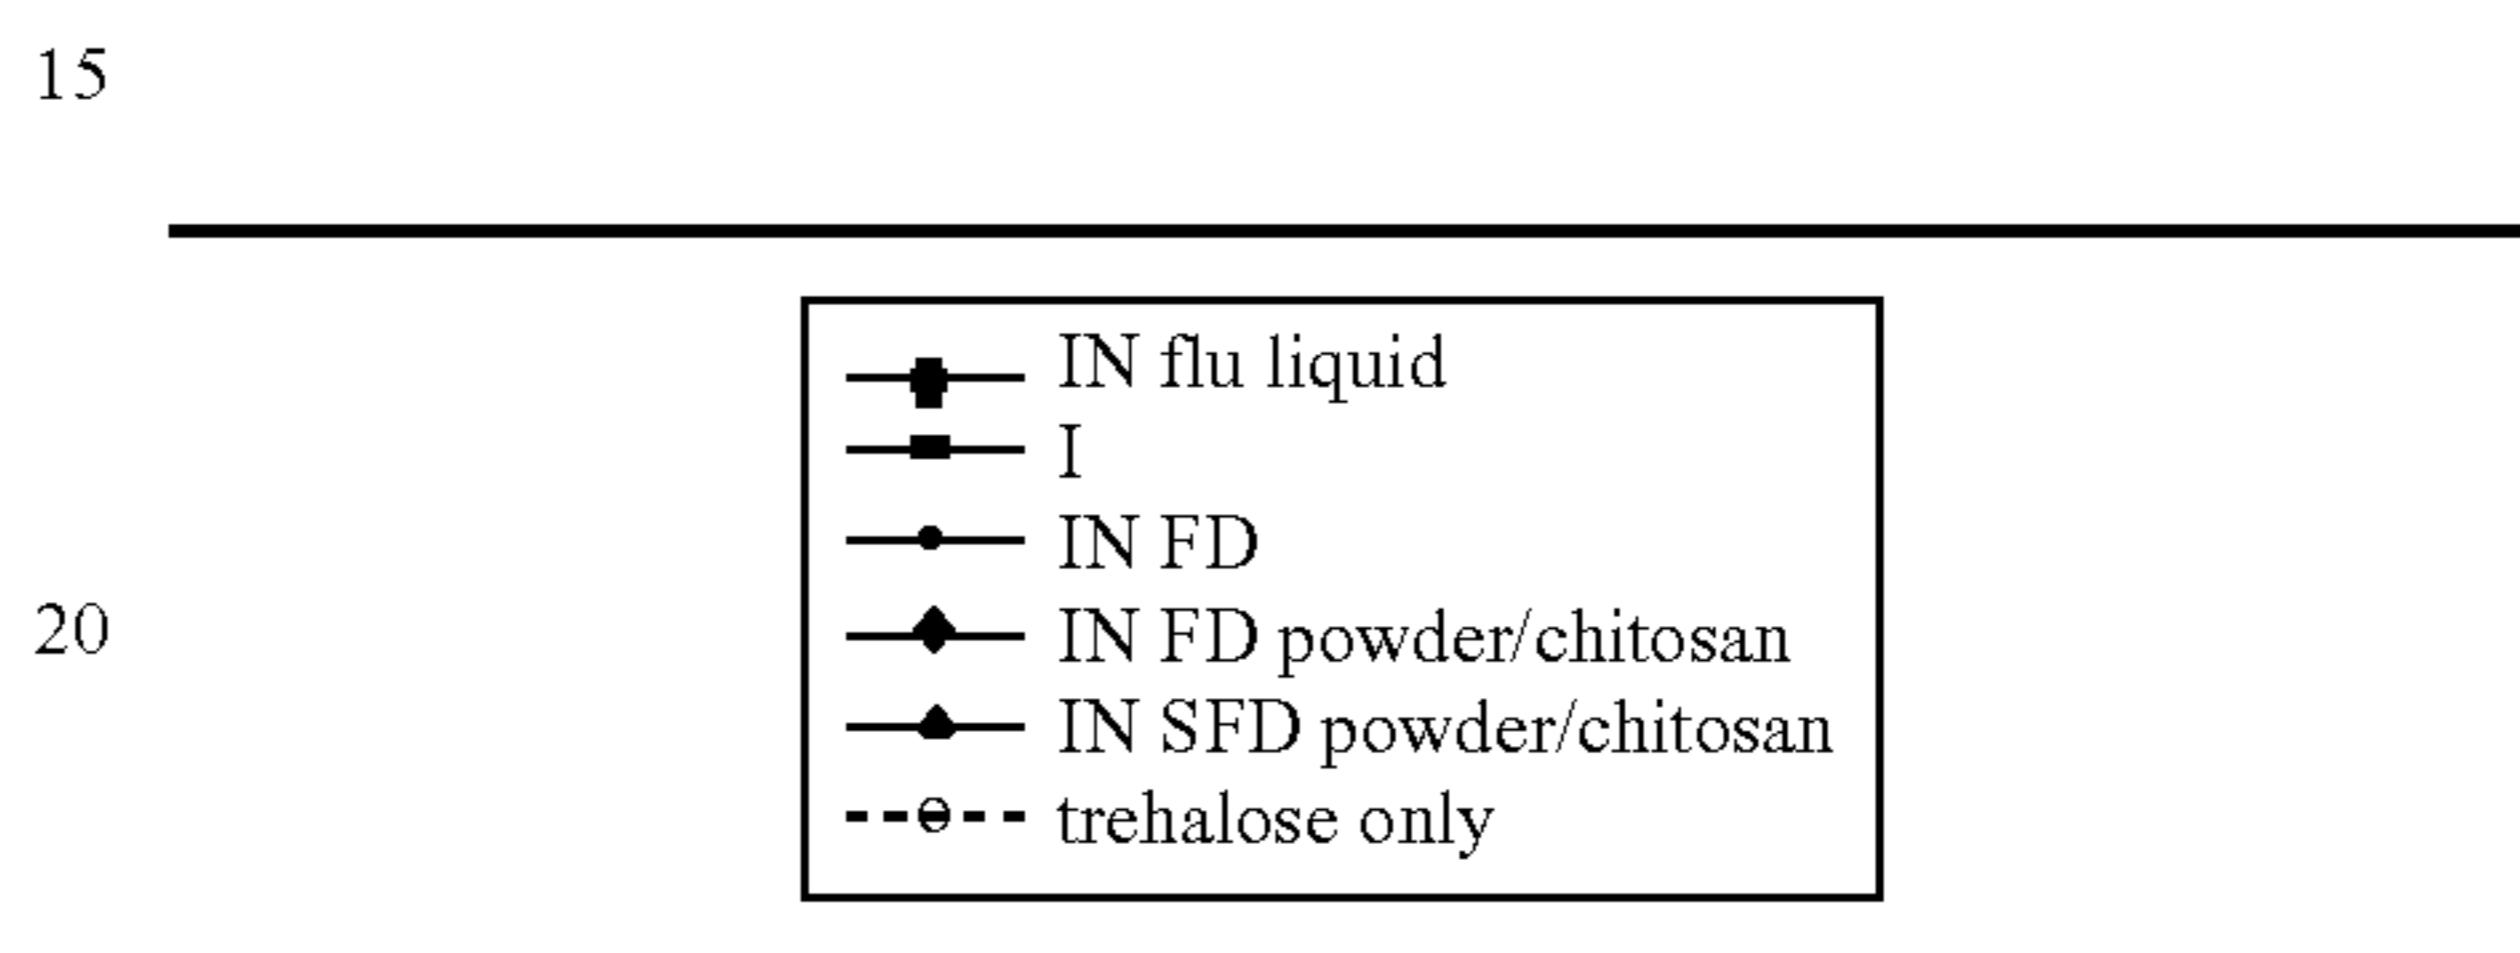 15
IN flu liquid
I
IN FD
20
IN FD powder/chitosan
IN SFD powder/chitosan
trehalose only